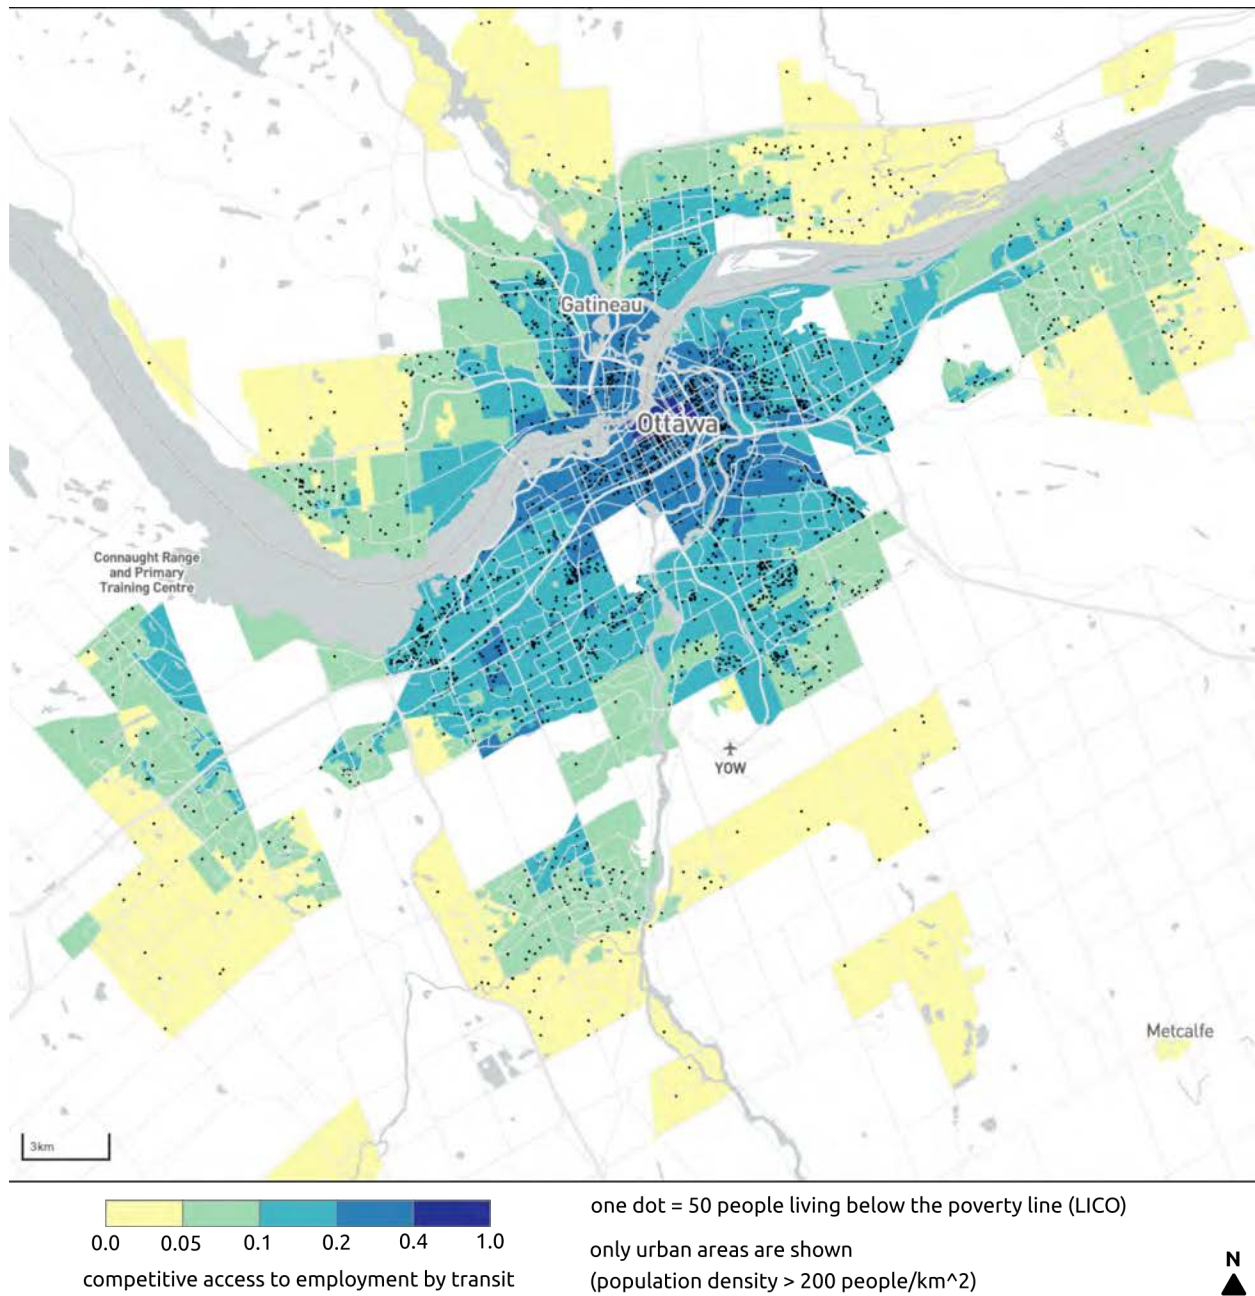 Gatineau
Ottawa
Connaught Range
and Primary
Training Centre
YOW
Metcalfe
3km
0.0 0.05 0.1 0.2 0.4 1.0
competitive access to employment by transit
one dot = 50 people living below the poverty line (LICO)
only urban areas are shown
(population density > 200 people/km^2)
N